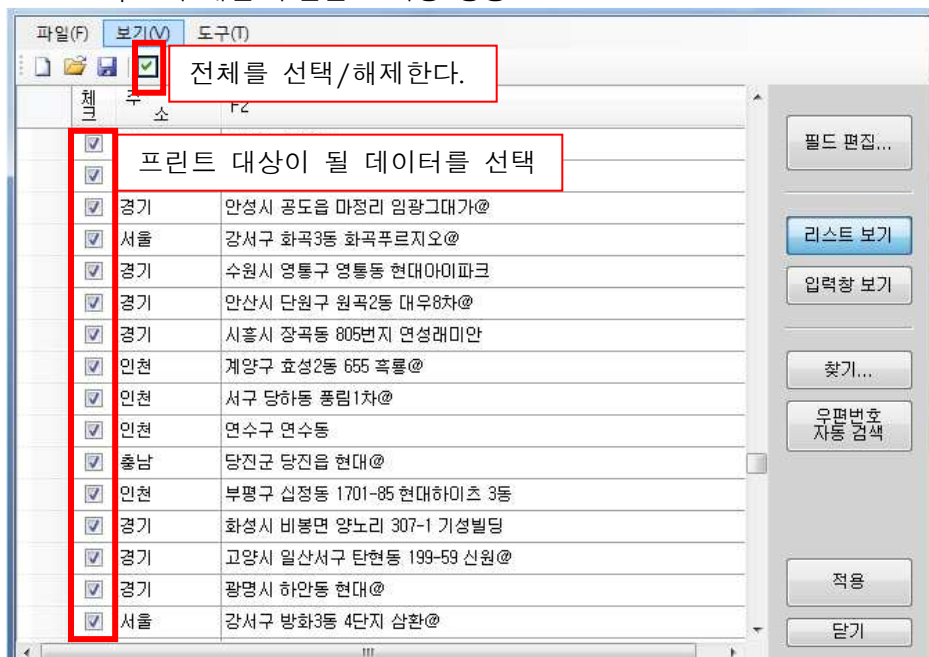 파일(F) 보기(V) 도구(T)
전체를 선택/해제한다.
체크 주소 F2
프린트 대상이 될 데이터를 선택
경기 안성시 공도읍 마정리 임광그대가@
서울 강서구 화곡3동 화곡푸르지오@
경기 수원시 영통구 영통동 현대아이파크
경기 안산시 단원구 원곡2동 대우8차@
경기 시흥시 장곡동 805번지 연성래미안
인천 계양구 효성2동 655 흑룡@
인천 서구 당하동 풍림1차@
인천 연수구 연수동
충남 당진군 당진읍 현대@
인천 부평구 십정동 1701-85 현대하이츠 3동
경기 화성시 비봉면 양노리 307-1 기성빌딩
경기 고양시 일산서구 탄현동 199-59 신원@
경기 광명시 하안동 현대@
서울 강서구 방화3동 4단지 삼환@
필드 편집...
리스트 보기
입력창 보기
찾기...
우편번호
자동 검색
적용
닫기